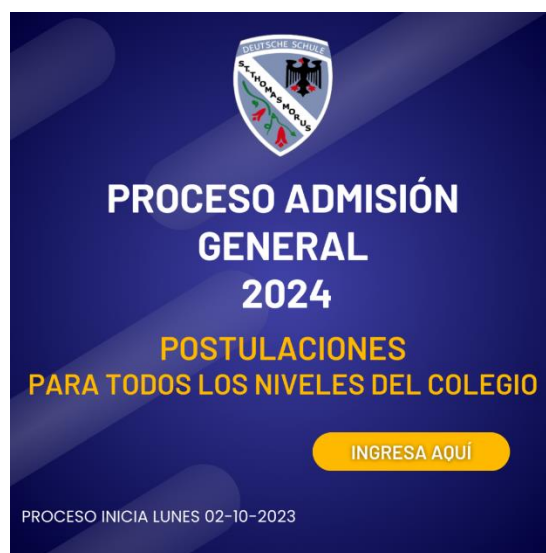 DEUTSCHE SCHULE
ST. THOMAS MORUS
PROCESO ADMISIÓN
GENERAL
2024
POSTULACIONES
PARA TODOS LOS NIVELES DEL COLEGIO
INGRESA AQUÍ
PROCESO INICIA LUNES 02-10-2023